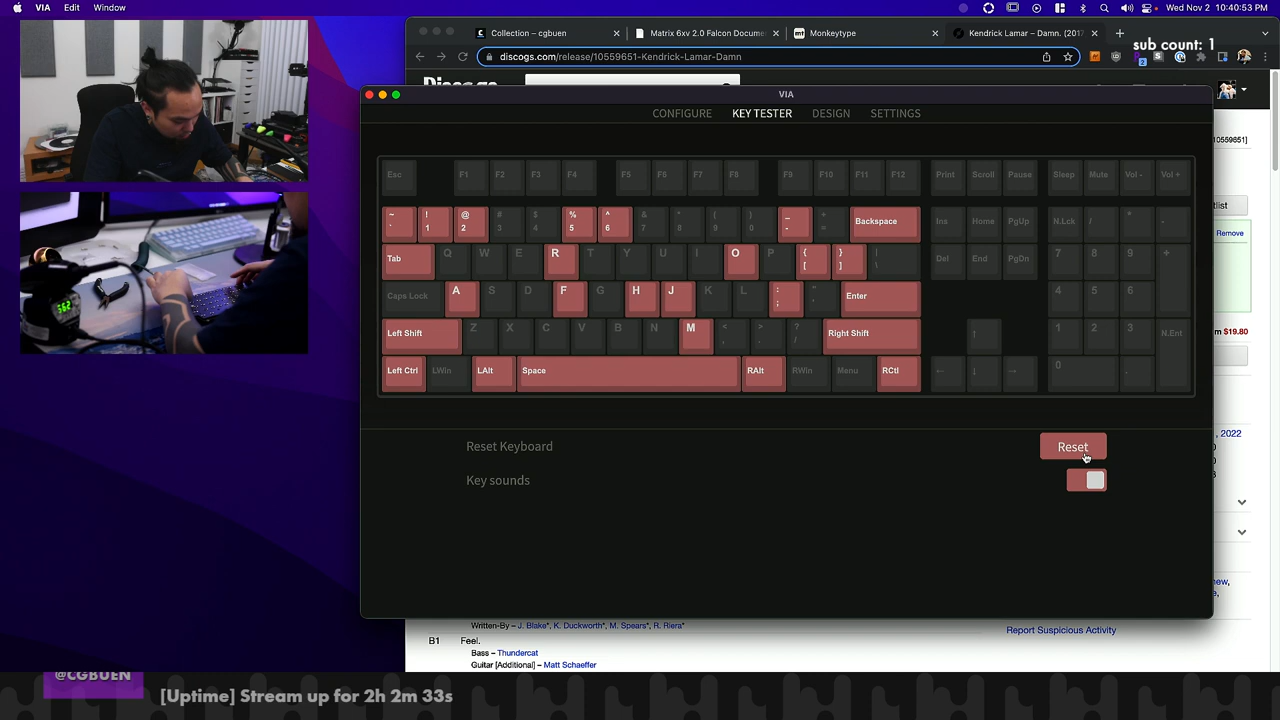 VIA Edit Window
Wed Nov 2 10:40:53 PM
Collection – cgbuen
Matrix 6xv 2.0 Falcon Docume
Monkeytype
Kendrick Lamar – Damn. (2017
sub count: 1
discogs.com/release/10559651-Kendrick-Lamar-Damn
VIA
CONFIGURE KEY TESTER DESIGN SETTINGS
Esc F1 F2 F3 F4 F5 F6 F7 F8 F9 F10 F11 F12 Print Scroll Pause Sleep Mute Vol - Vol +
~ ! @ # $ % ^ & * ( ) _ +
` 1 2 3 4 5 6 7 8 9 0 - = Backspace Ins Home PgUp N.Lck / * -
Tab Q W E R T Y U I O P { [ } ] | \ Del End PgDn 7 8 9 +
Caps Lock A S D F G H J K L : ; " ' Enter 4 5 6
Left Shift Z X C V B N M < , > . ? / Right Shift ↑ 1 2 3 N.Ent
Left Ctrl LWin LAlt Space RAlt RWin Menu RCtl ← ↓ → 0 .
Reset Keyboard Reset
Key sounds
559651]
tlist
Remove
$19.80
, 2022
Written-By – J. Blake*, K. Duckworth*, M. Spears*, R. Riera*
B1 Feel.
Bass – Thundercat
Guitar [Additional] – Matt Schaeffer
Report Suspicious Activity
@CGBUEN
[Uptime] Stream up for 2h 2m 33s